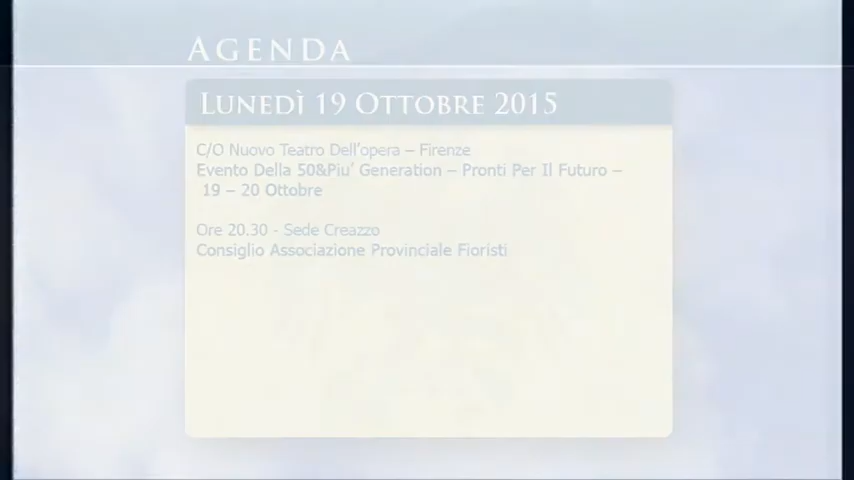 AGENDA
LUNEDÌ 19 OTTOBRE 2015
C/O Nuovo Teatro Dell'opera – Firenze
Evento Della 50&Piu' Generation – Pronti Per Il Futuro –
19 – 20 Ottobre
Ore 20.30 - Sede Creazzo
Consiglio Associazione Provinciale Fioristi